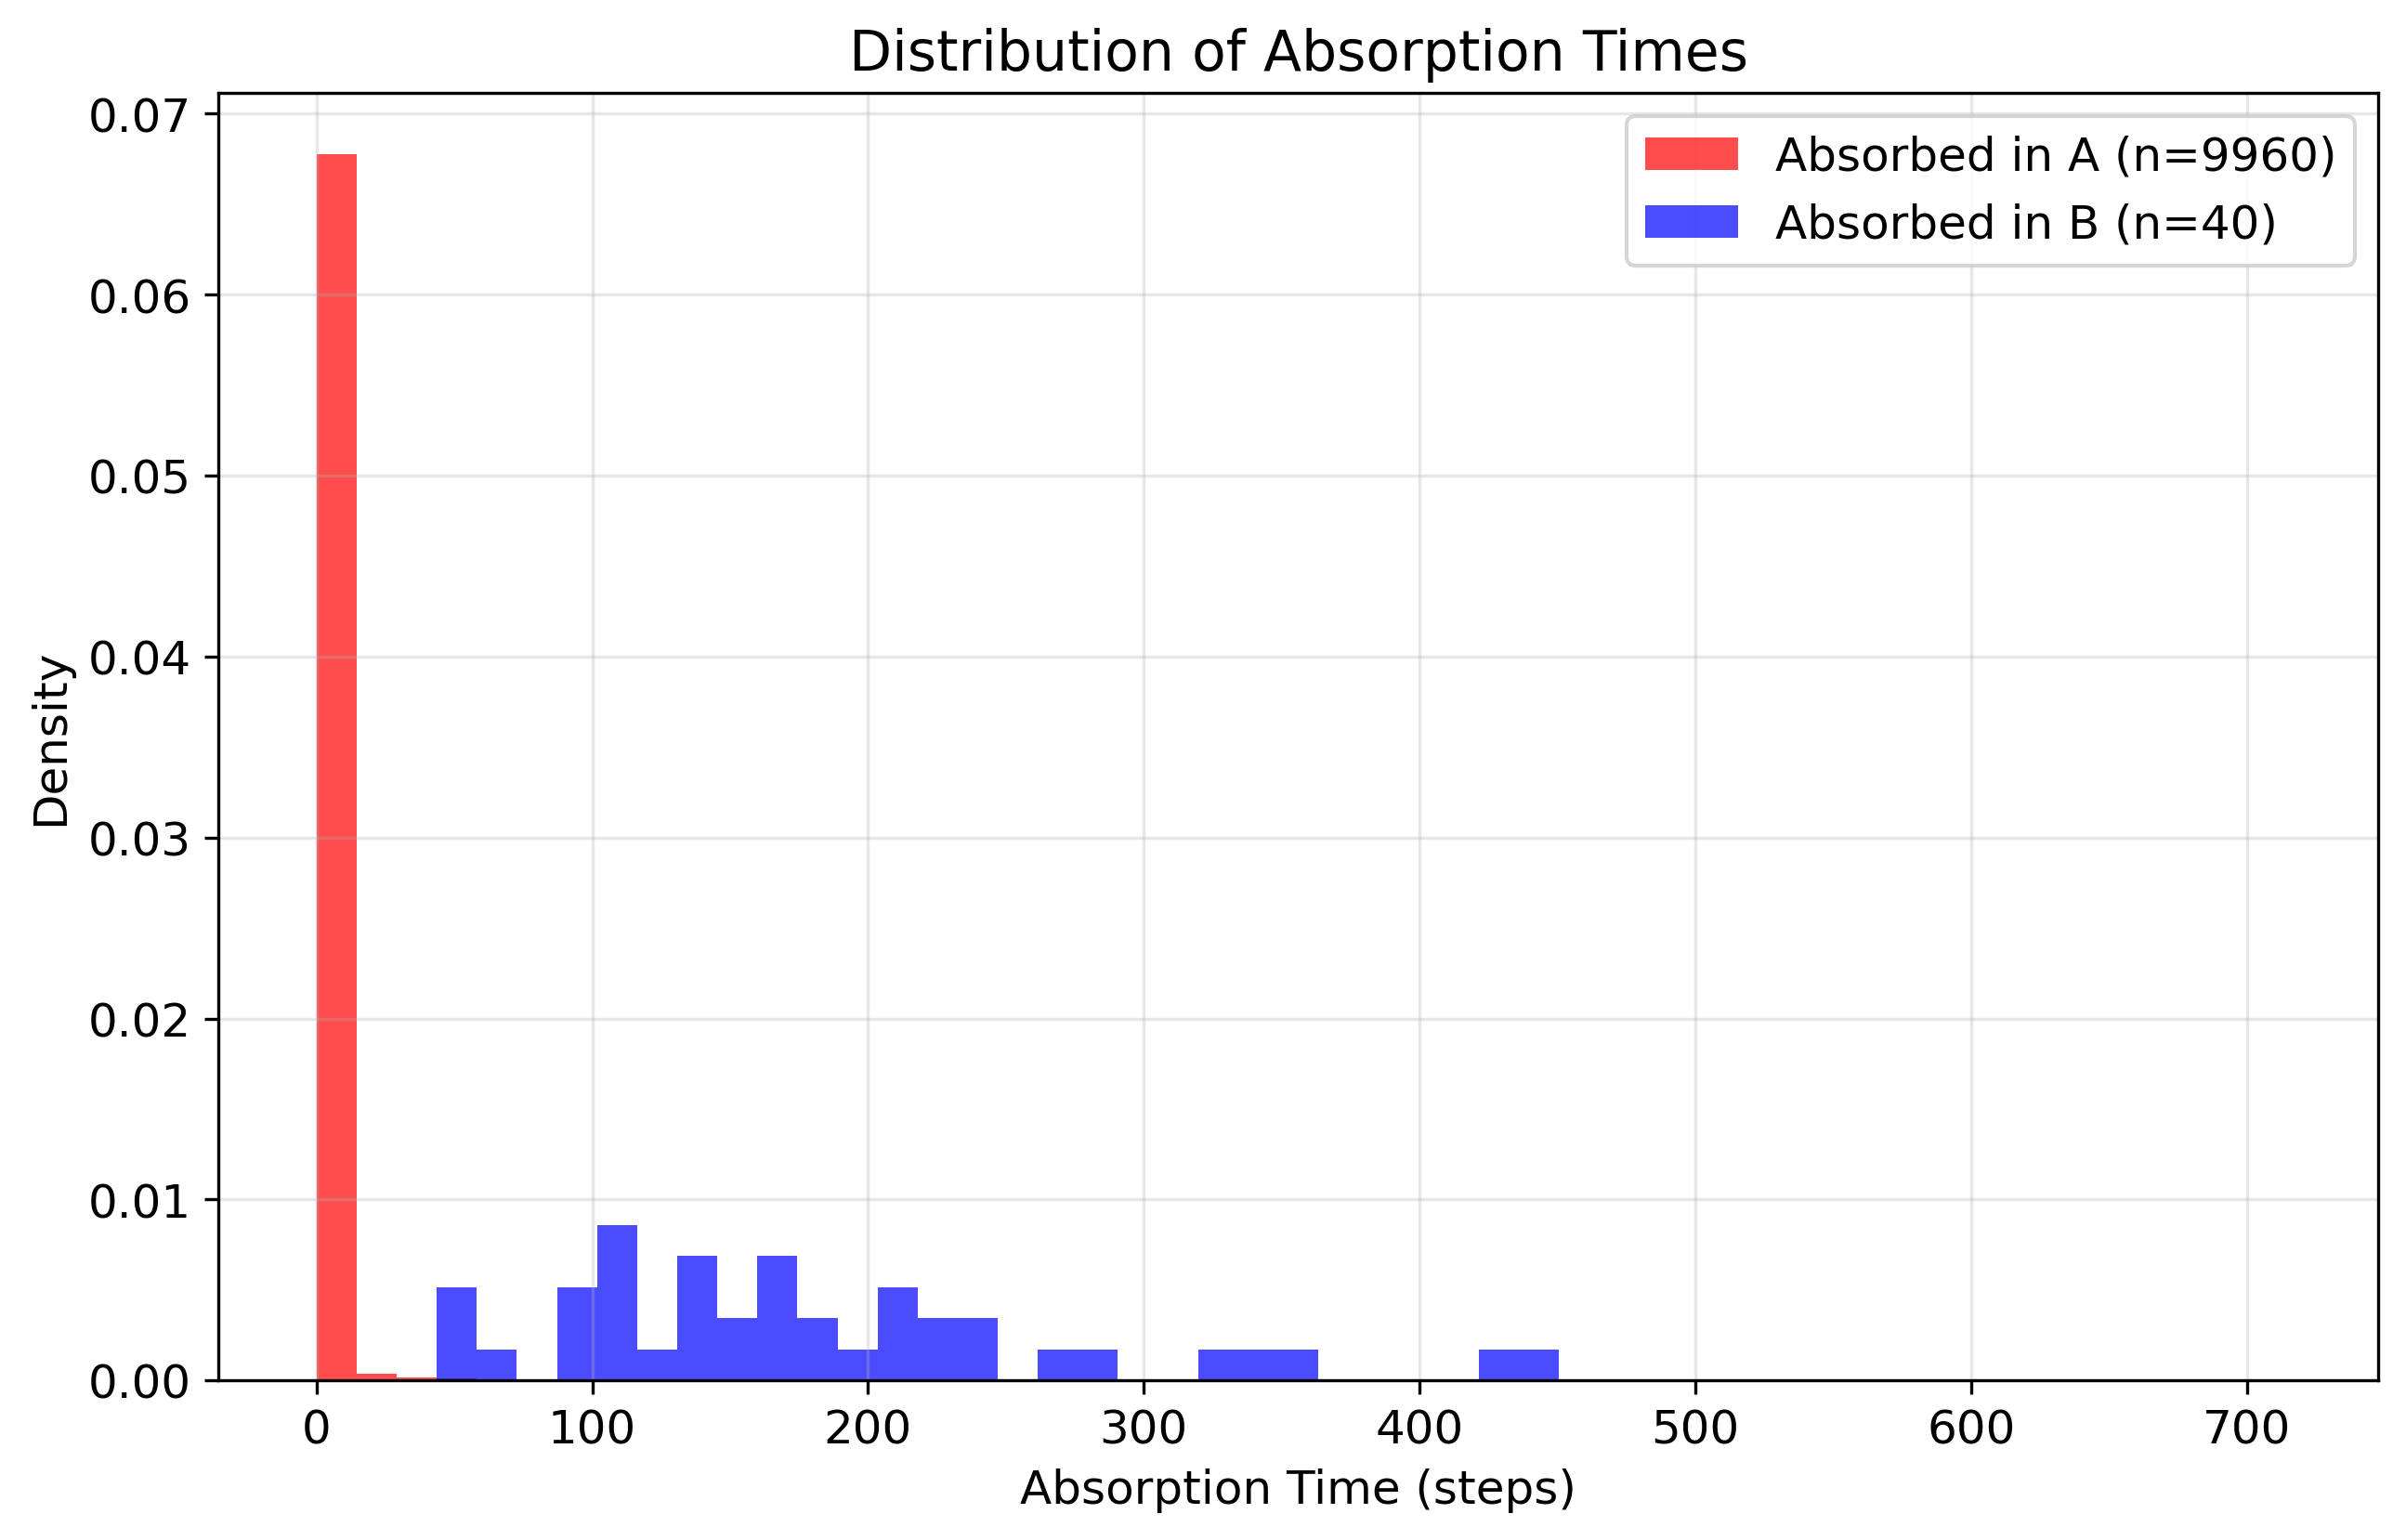 Distribution of Absorption Times
0.07
0.06
0.05
0.04
0.03
0.02
0.01
0.00
Density
Absorbed in A (n=9960)
Absorbed in B (n=40)
0 100 200 300 400 500 600 700
Absorption Time (steps)